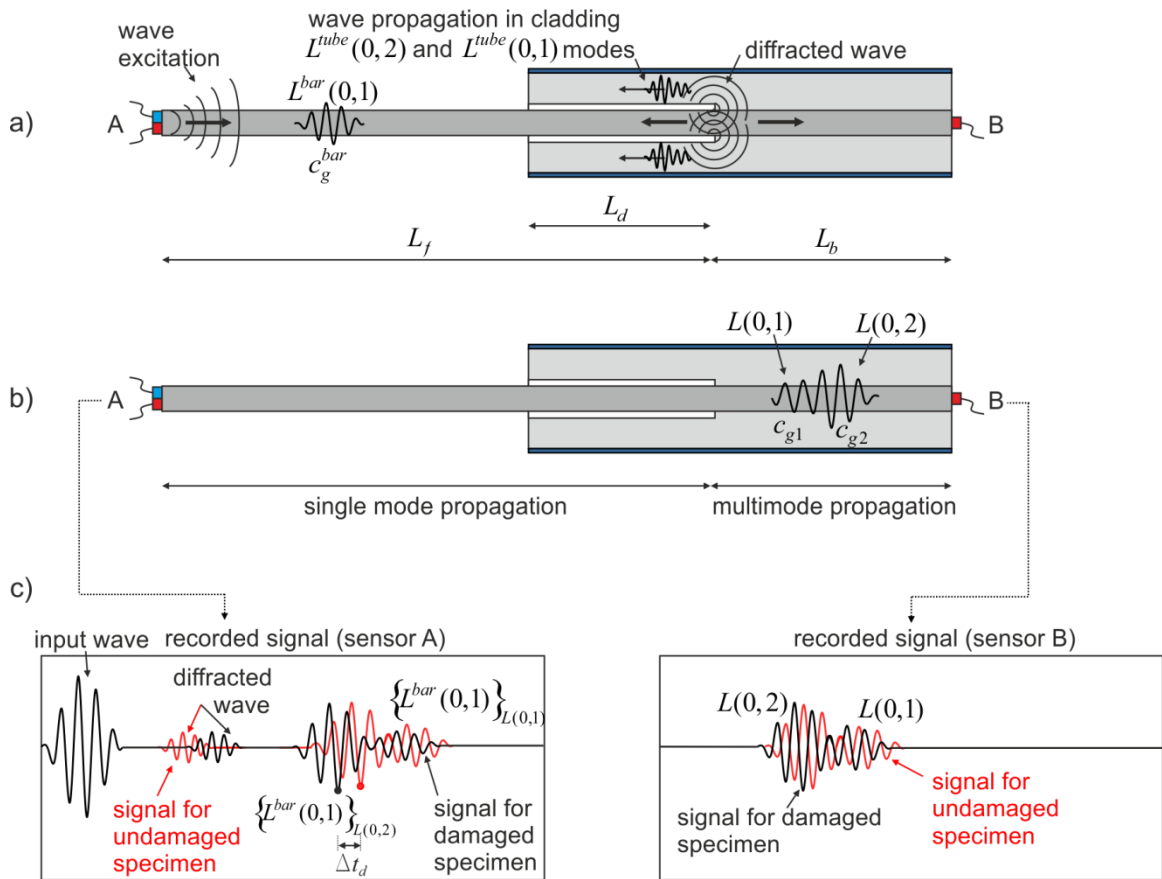 wave excitation
wave propagation in cladding
L^tube(0,2) and L^tube(0,1) modes
diffracted wave
a)
A
L^bar(0,1)
c_g^bar
B
L_d
L_f
L_b
L(0,1)
L(0,2)
b)
A
c_g1
c_g2
B
single mode propagation
multimode propagation
c)
input wave
recorded signal (sensor A)
diffracted
wave
{L^bar(0,1)}_L(0,1)
signal for
undamaged
specimen
{L^bar(0,1)}_L(0,2)
Δt_d
signal for
damaged
specimen
recorded signal (sensor B)
L(0,2)
L(0,1)
signal for damaged
specimen
signal for
undamaged
specimen